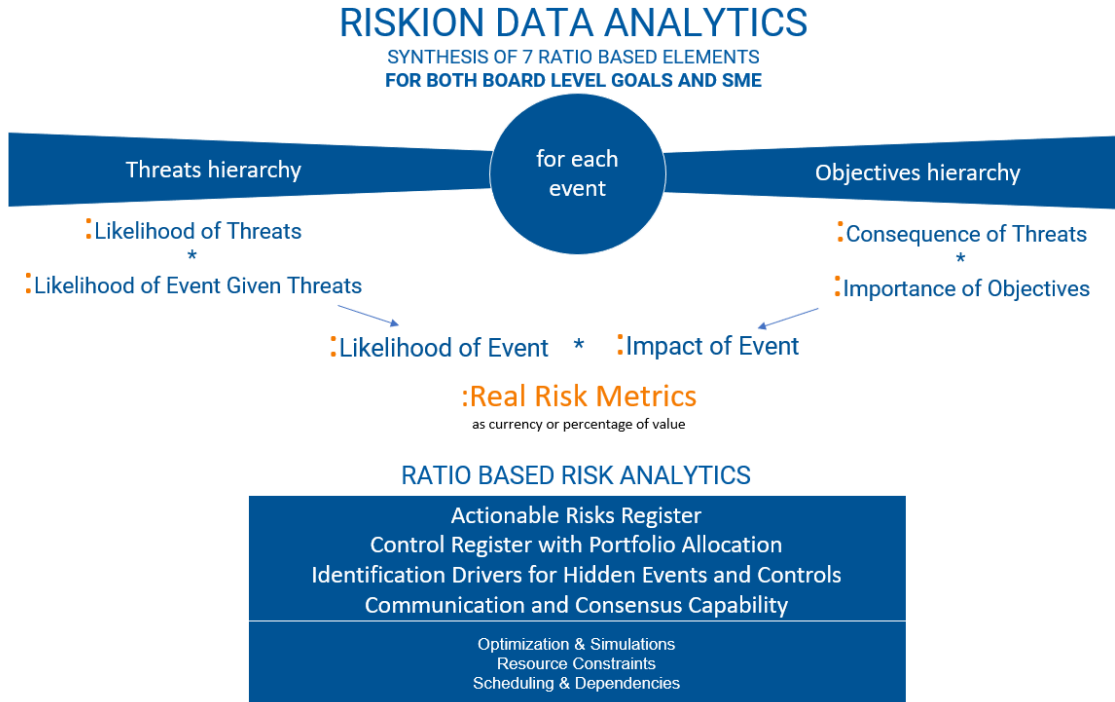 RISKION DATA ANALYTICS
SYNTHESIS OF 7 RATIO BASED ELEMENTS
FOR BOTH BOARD LEVEL GOALS AND SME
Threats hierarchy
for each
event
Objectives hierarchy
:Likelihood of Threats
*
:Likelihood of Event Given Threats
:Consequence of Threats
*
:Importance of Objectives
:Likelihood of Event * :Impact of Event
:Real Risk Metrics
as currency or percentage of value
RATIO BASED RISK ANALYTICS
Actionable Risks Register
Control Register with Portfolio Allocation
Identification Drivers for Hidden Events and Controls
Communication and Consensus Capability
Optimization & Simulations
Resource Constraints
Scheduling & Dependencies